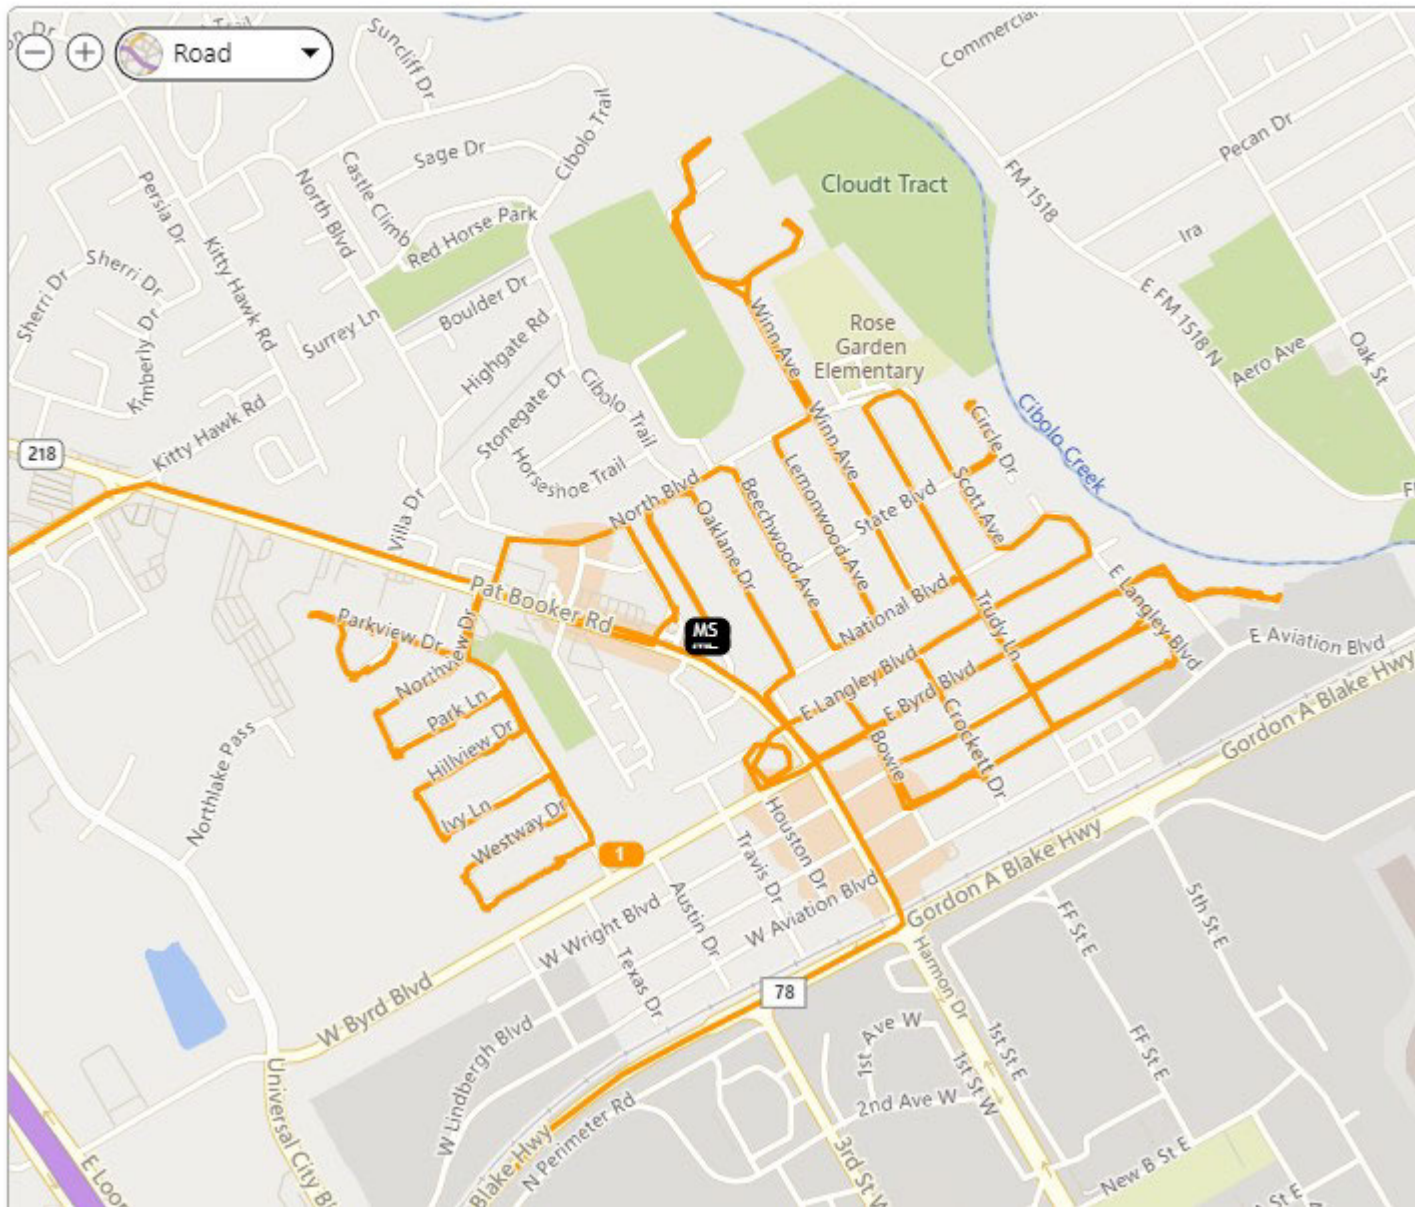 Trail
on Dr
Road
Suncliff Dr
Commercial
Cibolo Trail
Sage Dr
Pecan Dr
Castle Climb
North Blvd
Persia Dr
Cloudt Tract
FM 1518
Red Horse Park
Kitty Hawk Rd
Ira
Sherri Dr
Sherri Dr
Boulder Dr
E FM 1518 N
Surrey Ln
Kimberly Dr
Highgate Rd
Winn Ave
Rose
Garden
Elementary
Oak St
Aero Ave
Stonegate Dr
Cibolo Trail
Kitty Hawk Rd
Winn Ave
Circle Dr
Cibolo Creek
218
Horseshoe Trail
Lemonwood Ave
Scott Ave
North Blvd
Beechwood Ave
State Blvd
Villa Dr
Oaklane Dr
Pat Booker Rd
National Blvd
Trudy Ln
E Langley Blvd
Parkview Dr
MS
E Aviation Blvd
Northview Dr
E Langley Blvd
E Byrd Blvd
Park Ln
Crockett Dr
Gordon A Blake Hwy
Hillview Dr
Bowie
Northlake Pass
Ivy Ln
Westway Dr
Houston Dr
Travis Dr
1
Gordon A Blake Hwy
Austin Dr
W Aviation Blvd
5th St E
W Wright Blvd
FF St E
Texas Dr
Harmon Dr
W Byrd Blvd
78
1st Ave W
1st St E
FF St E
W Lindbergh Blvd
1st St W
Universal City Bl
2nd Ave W
N Perimeter Rd
Blake Hwy
3rd St W
New B St E
E Loop
A St E